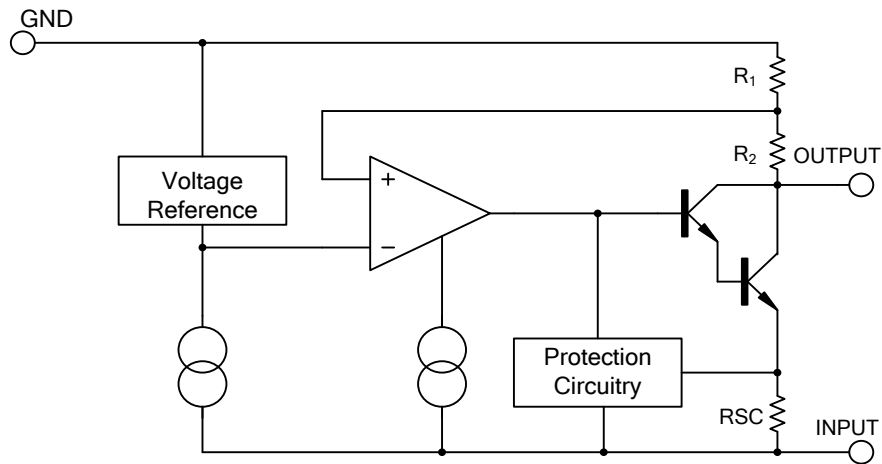 GND
R1
R2
OUTPUT
Voltage
Reference
+
−
Protection
Circuitry
RSC
INPUT